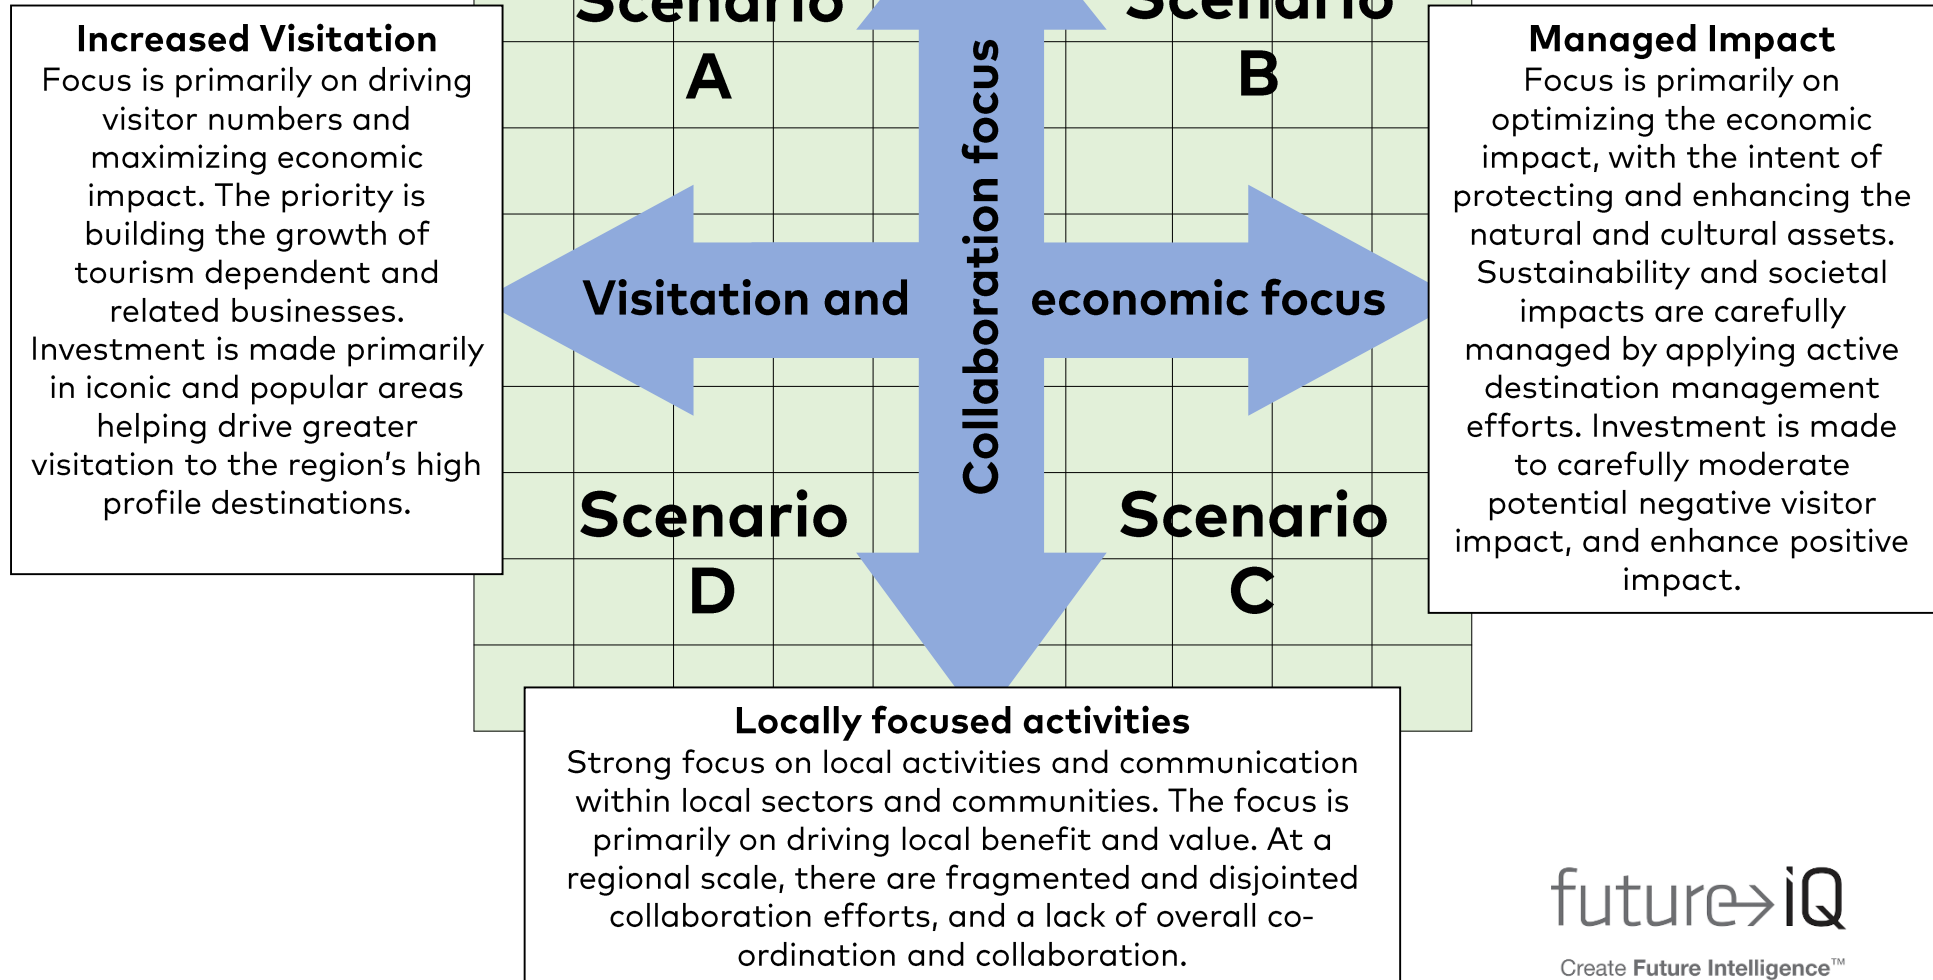 Scenario
A
Scenario
B
Increased Visitation
Focus is primarily on driving
visitor numbers and
maximizing economic
impact. The priority is
building the growth of
tourism dependent and
related businesses.
Investment is made primarily
in iconic and popular areas
helping drive greater
visitation to the region's high
profile destinations.
Collaboration focus
Visitation and economic focus
Managed Impact
Focus is primarily on
optimizing the economic
impact, with the intent of
protecting and enhancing the
natural and cultural assets.
Sustainability and societal
impacts are carefully
managed by applying active
destination management
efforts. Investment is made
to carefully moderate
potential negative visitor
impact, and enhance positive
impact.
Scenario
D
Scenario
C
Locally focused activities
Strong focus on local activities and communication
within local sectors and communities. The focus is
primarily on driving local benefit and value. At a
regional scale, there are fragmented and disjointed
collaboration efforts, and a lack of overall co-
ordination and collaboration.
future→iQ
Create Future Intelligence™